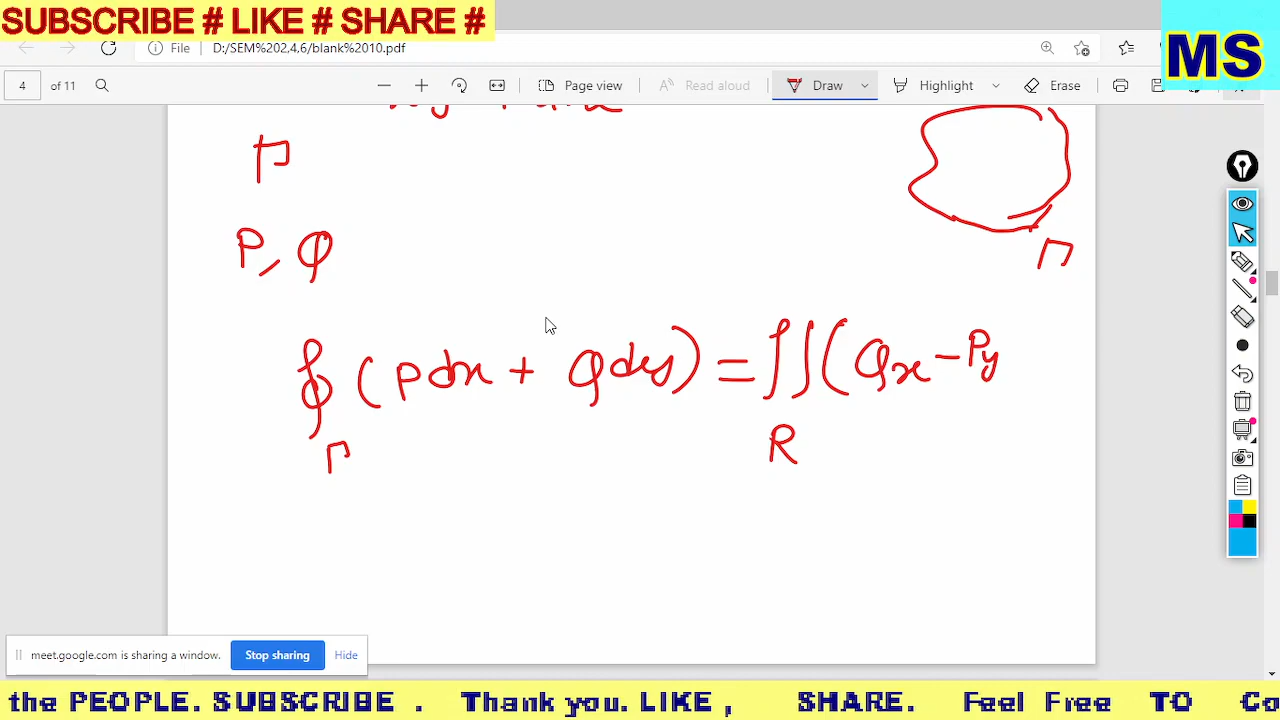 SUBSCRIBE # LIKE # SHARE #
MS
File D:/SEM%202,4,6/blank%2010.pdf
4 of 11 Page view Read aloud Draw Highlight Erase
Γ
P, Q
Γ
∮ (Pdx + Qdy) = ∬ (Qx - Py
Γ R
meet.google.com is sharing a window. Stop sharing Hide
the PEOPLE. SUBSCRIBE . Thank you. LIKE , SHARE. Feel Free TO Co